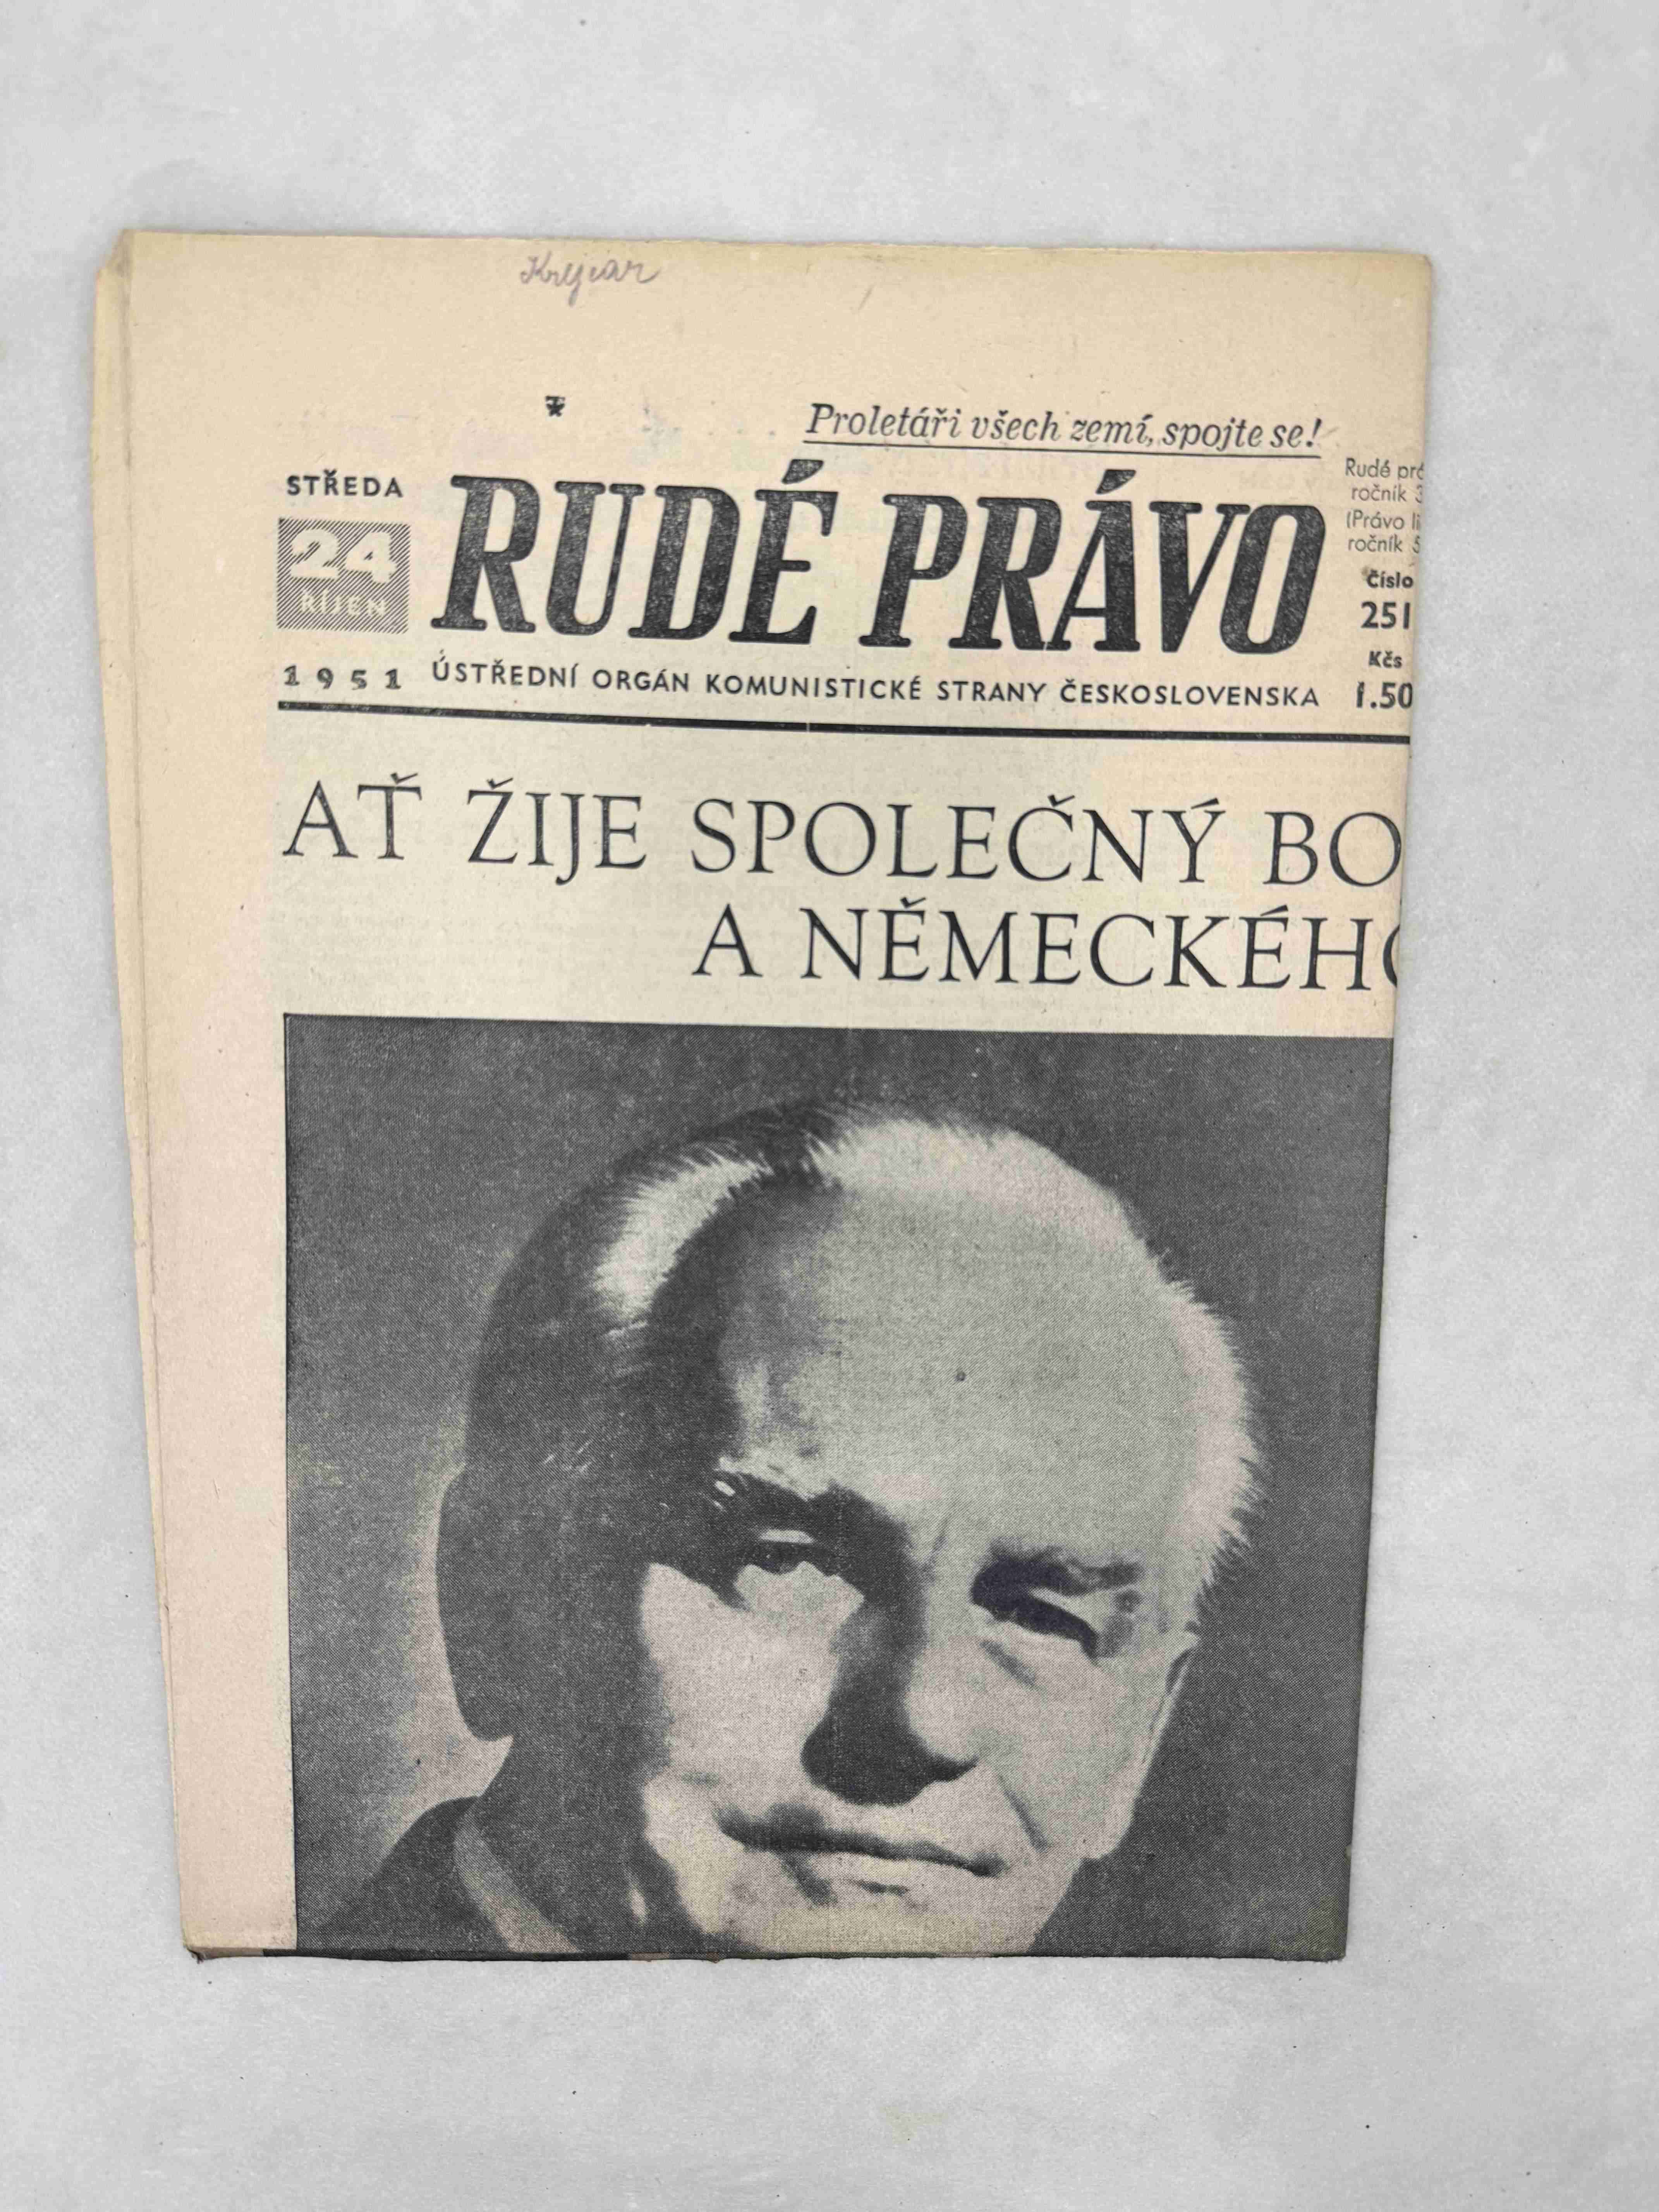 Proletáři všech zemí, spojte se!
STŘEDA
24
ŘÍJEN
1951
RUDÉ PRÁVO
ÚSTŘEDNÍ ORGÁN KOMUNISTICKÉ STRANY ČESKOSLOVENSKA
Rudé prá
ročník 3
(Právo li
ročník 5
Číslo
251
Kčs
1.50
AŤ ŽIJE SPOLEČNÝ BO
A NĚMECKÉHO